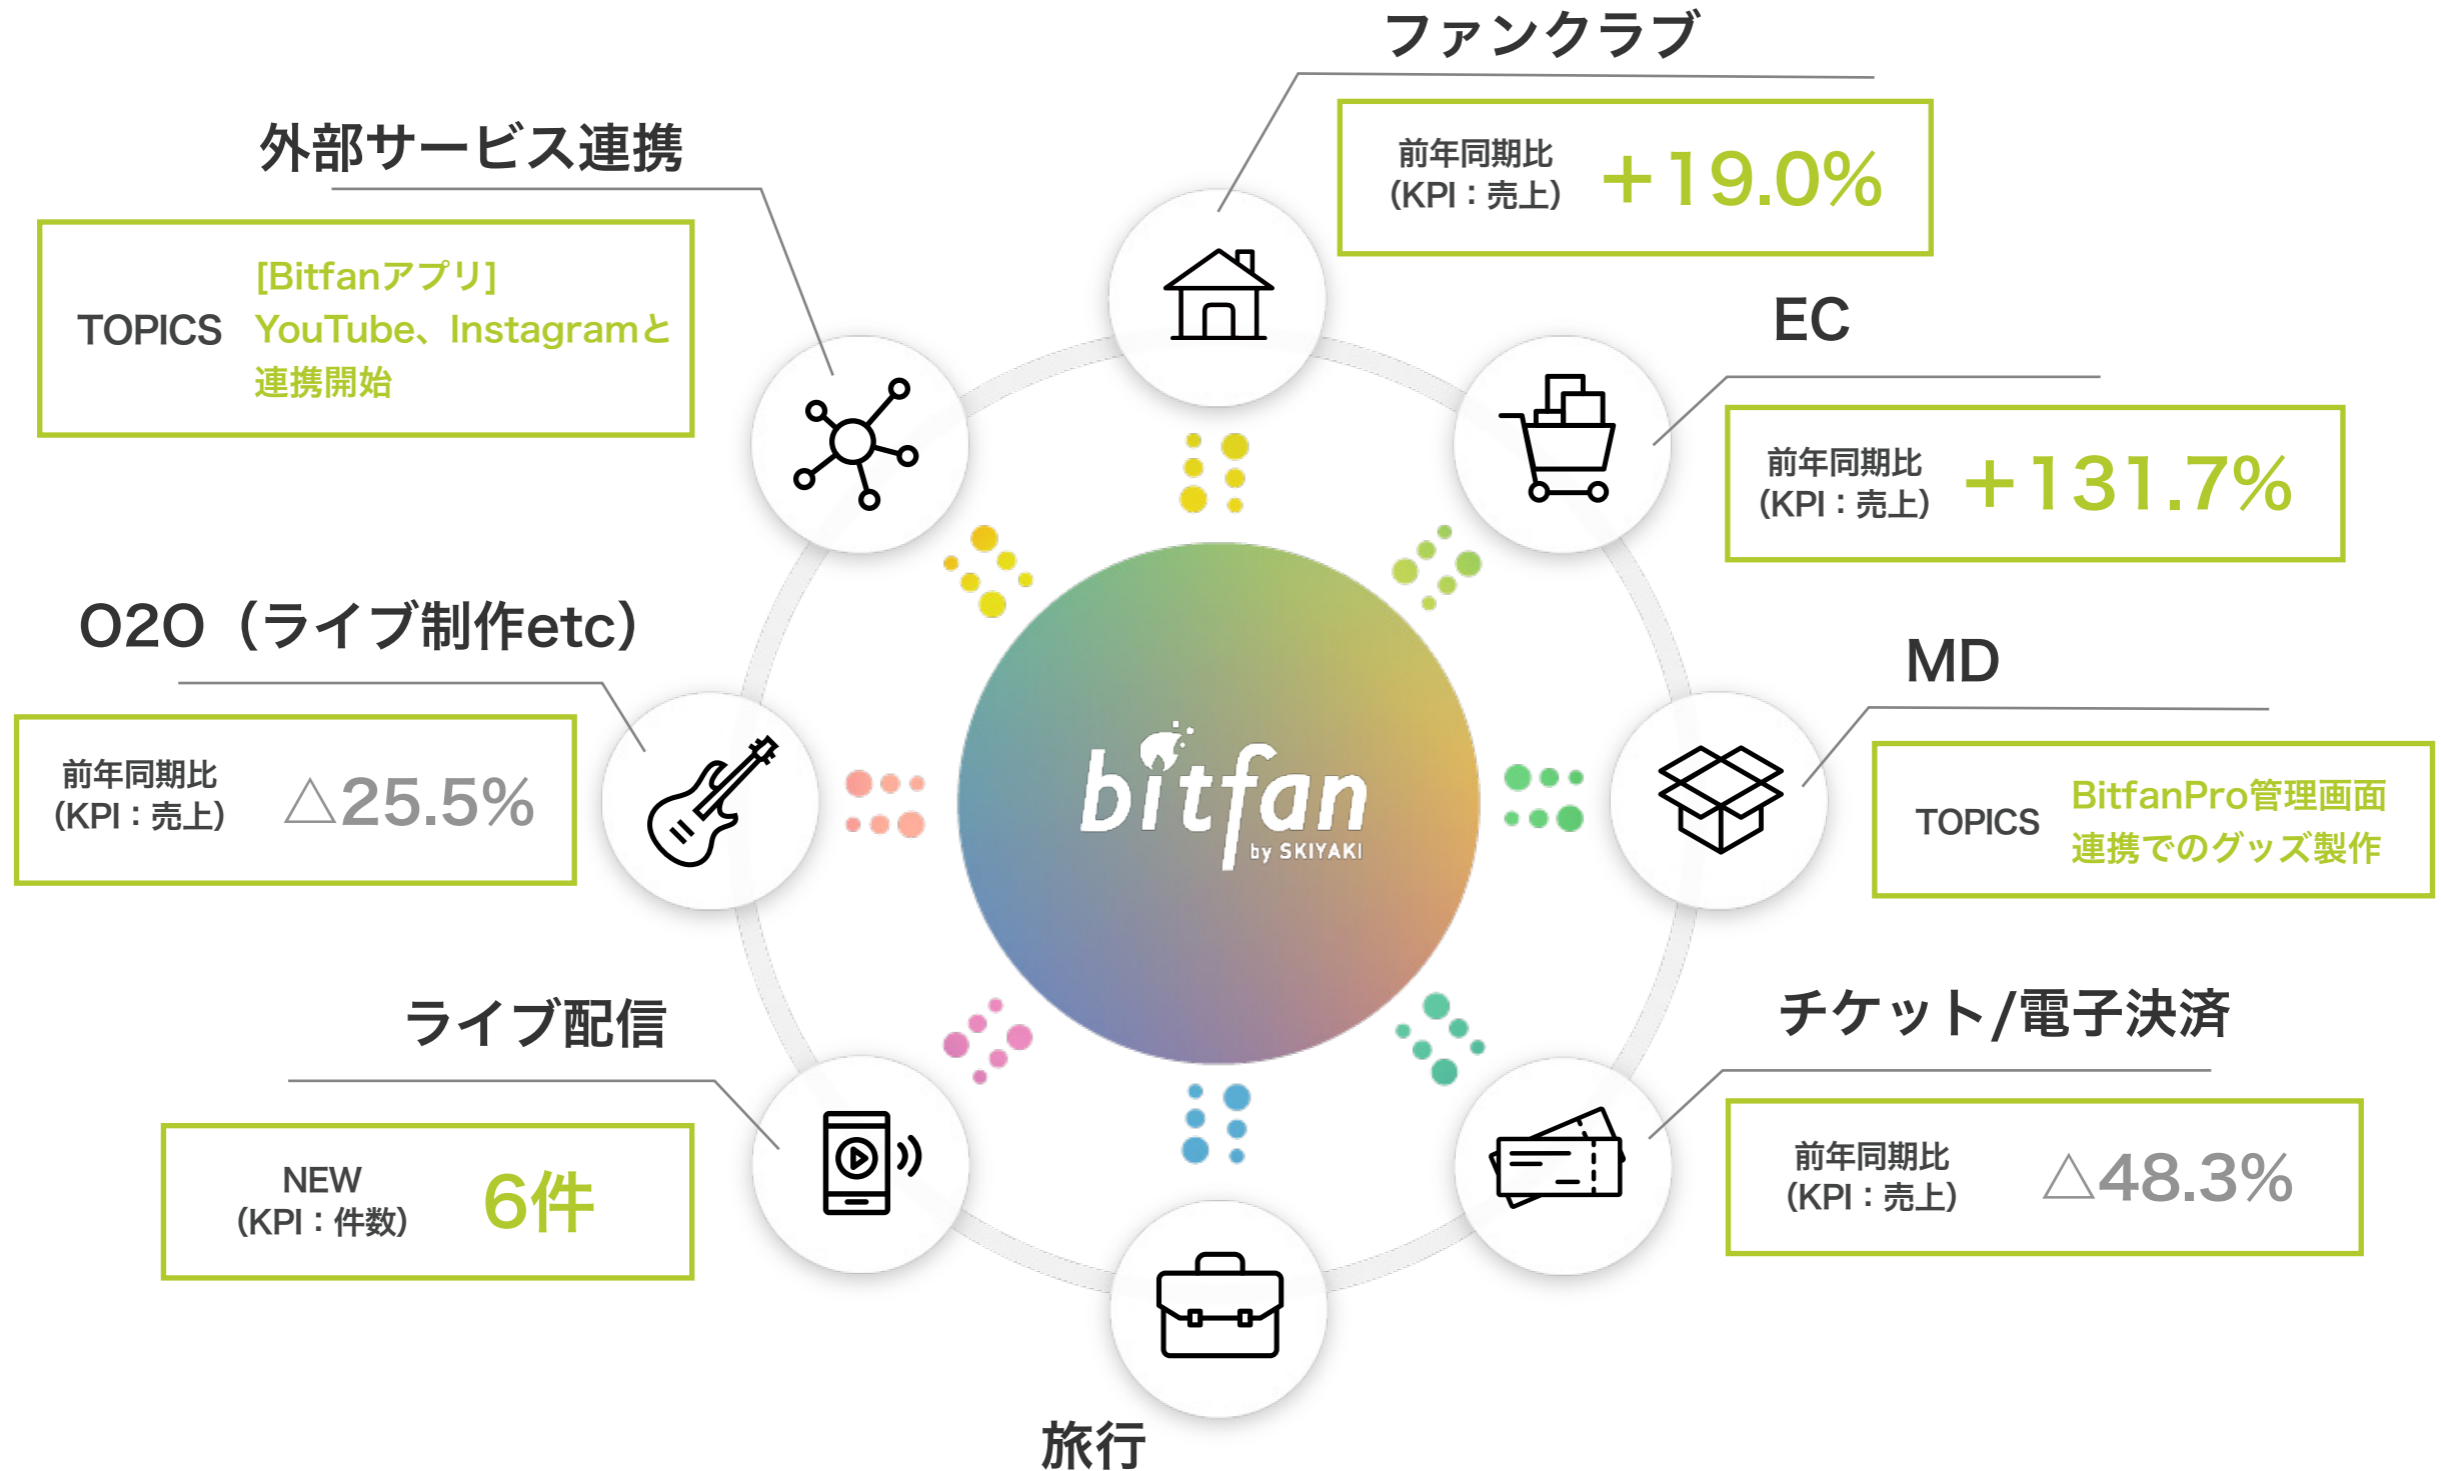 ファンクラブ
前年同期比
（KPI：売上）
+19.0%
外部サービス連携
TOPICS
[Bitfanアプリ]
YouTube、Instagramと
連携開始
EC
前年同期比
（KPI：売上）
+131.7%
O2O（ライブ制作etc）
前年同期比
（KPI：売上）
△25.5%
MD
TOPICS
BitfanPro管理画面
連携でのグッズ製作
bitfan
by SKIYAKI
ライブ配信
NEW
（KPI：件数）
6件
チケット/電子決済
前年同期比
（KPI：売上）
△48.3%
旅行